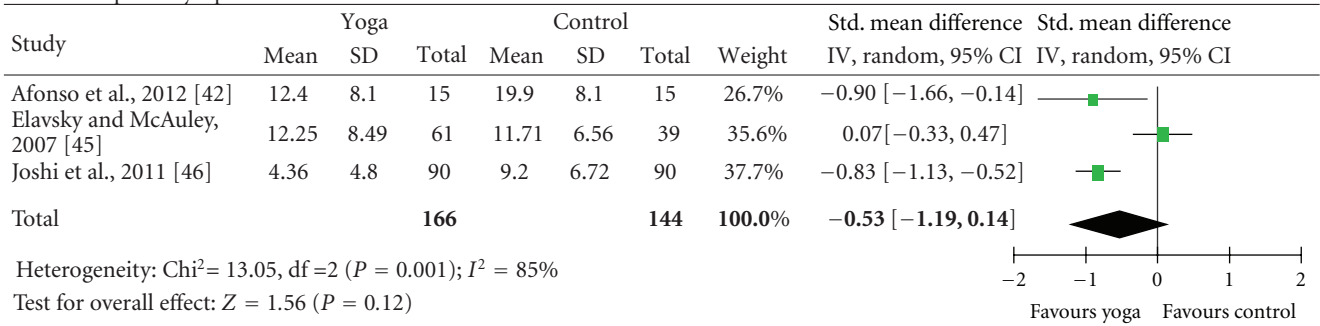 Study Yoga Control Std. mean difference Std. mean difference
Mean SD Total Mean SD Total Weight IV, random, 95% CI IV, random, 95% CI
Afonso et al., 2012 [42] 12.4 8.1 15 19.9 8.1 15 26.7% −0.90 [−1.66, −0.14]
Elavsky and McAuley,
2007 [45] 12.25 8.49 61 11.71 6.56 39 35.6% 0.07[−0.33, 0.47]
Joshi et al., 2011 [46] 4.36 4.8 90 9.2 6.72 90 37.7% −0.83 [−1.13, −0.52]
Total 166 144 100.0% −0.53 [−1.19, 0.14]
Heterogeneity: Chi²= 13.05, df =2 (P = 0.001); I² = 85%
Test for overall effect: Z = 1.56 (P = 0.12)
−2 −1 0 1 2
Favours yoga Favours control